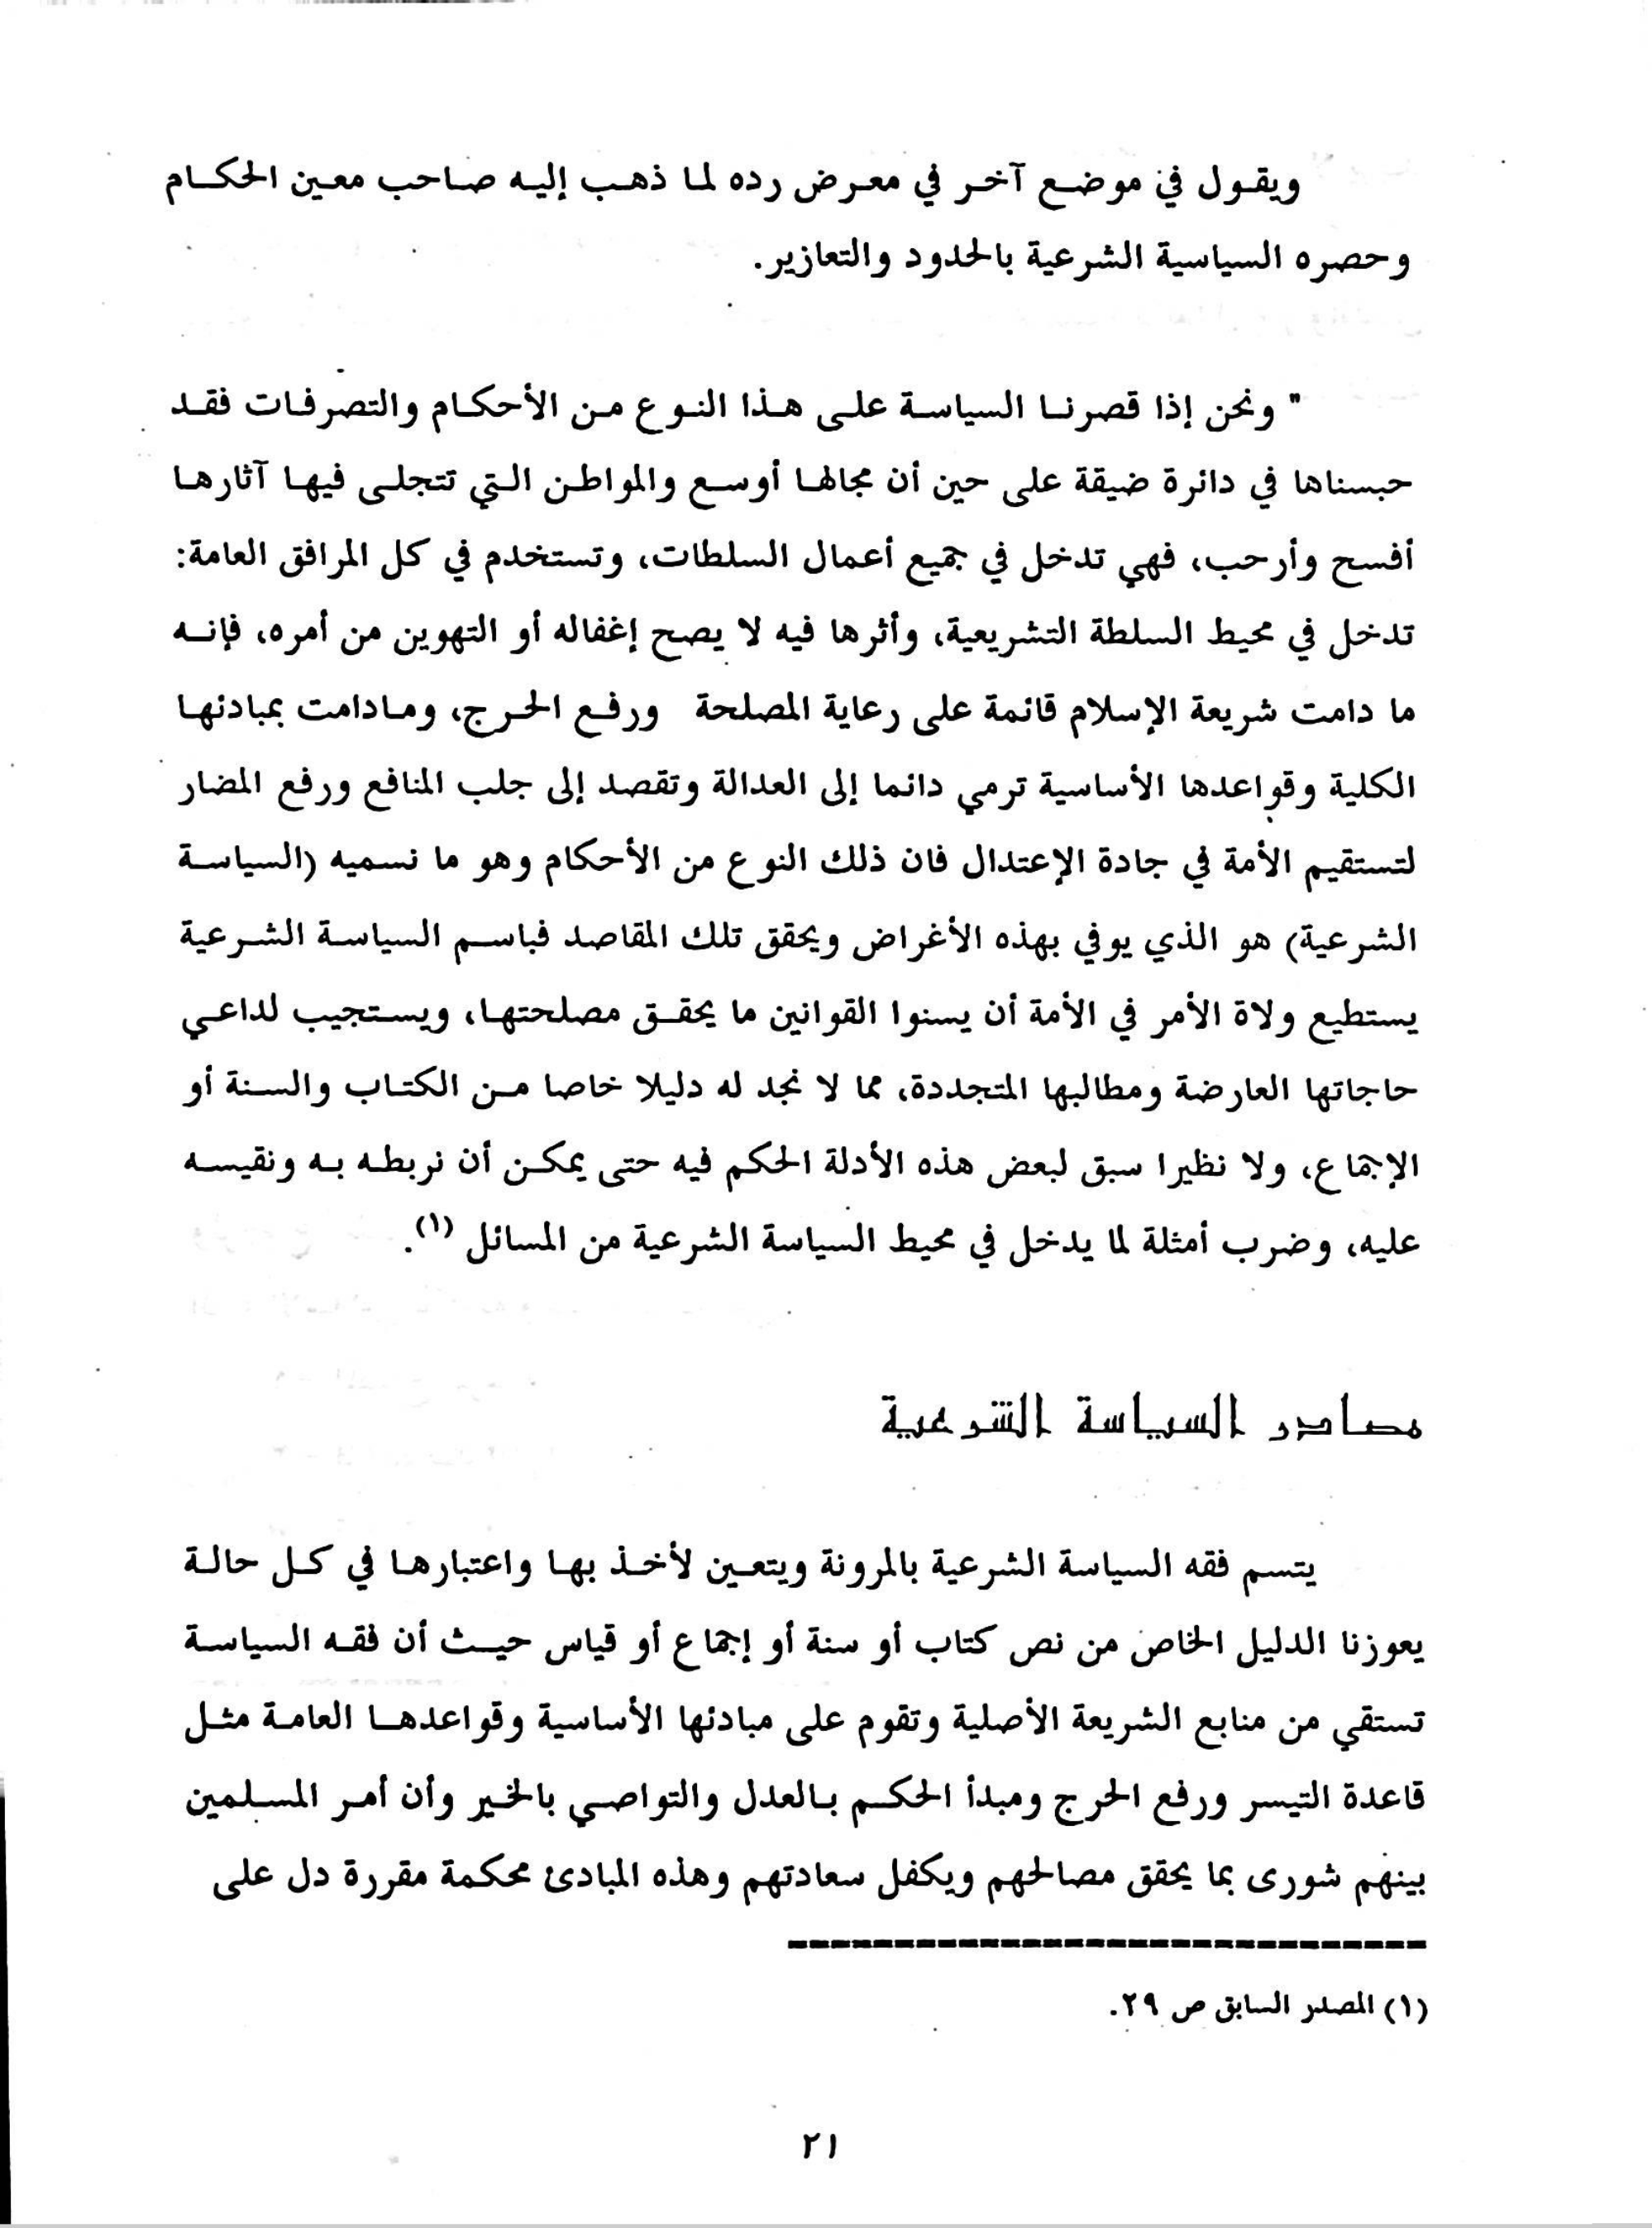 ويقول في موضع آخر في معرض رده لما ذهب إليه صاحب معين الحكام
وحصره السياسية الشرعية بالحدود والتعازير.
" ونحن إذا قصرنا السياسة على هذا النوع من الأحكام والتصرفات فقد
حبسناها في دائرة ضيقة على حين أن مجالها أوسع والمواطن التي تتجلى فيها آثارها
أفسح وأرحب، فهي تدخل في جميع أعمال السلطات، وتستخدم في كل المرافق العامة:
تدخل في محيط السلطة التشريعية، وأثرها فيه لا يصح إغفاله أو التهوين من أمره، فإنه
ما دامت شريعة الإسلام قائمة على رعاية المصلحة ورفع الحرج، ومادامت بمبادئها
الكلية وقواعدها الأساسية ترمي دائما إلى العدالة وتقصد إلى جلب المنافع ورفع المضار
لتستقيم الأمة في جادة الإعتدال فان ذلك النوع من الأحكام وهو ما نسميه (السياسة
الشرعية) هو الذي يوفي بهذه الأغراض ويحقق تلك المقاصد فباسم السياسة الشرعية
يستطيع ولاة الأمر في الأمة أن يسنوا القوانين ما يحقق مصلحتها، ويستجيب لداعي
حاجاتها العارضة ومطالبها المتجددة، مما لا نجد له دليلا خاصا من الكتاب والسنة أو
الإجماع، ولا نظيرا سبق لبعض هذه الأدلة الحكم فيه حتى يمكن أن نربطه به ونقيسه
عليه، وضرب أمثلة لما يدخل في محيط السياسة الشرعية من المسائل (١).
مصادر السياسة الشرعية
يتسم فقه السياسة الشرعية بالمرونة ويتعين لأخذ بها واعتبارها في كل حالة
يعوزنا الدليل الخاص من نص كتاب أو سنة أو إجماع أو قياس حيث أن فقه السياسة
تستقي من منابع الشريعة الأصلية وتقوم على مبادئها الأساسية وقواعدها العامة مثل
قاعدة التيسر ورفع الحرج ومبدأ الحكم بالعدل والتواصي بالخير وأن أمر المسلمين
بينهم شورى بما يحقق مصالحهم ويكفل سعادتهم وهذه المبادئ محكمة مقررة دل على
(١) المصدر السابق ص ٢٩.
٢١